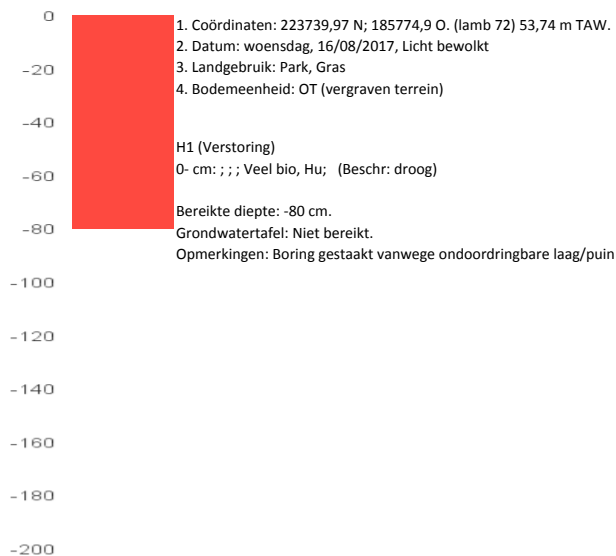 0
-20
-40
-60
-80
-100
-120
-140
-160
-180
-200
1. Coördinaten: 223739,97 N; 185774,9 O. (lamb 72) 53,74 m TAW.
2. Datum: woensdag, 16/08/2017, Licht bewolkt
3. Landgebruik: Park, Gras
4. Bodemeenheid: OT (vergraven terrein)
H1 (Verstoring)
0- cm: ; ; ; Veel bio, Hu;   (Beschr: droog)
Bereikte diepte: -80 cm.
Grondwatertafel: Niet bereikt.
Opmerkingen: Boring gestaakt vanwege ondoordringbare laag/puin